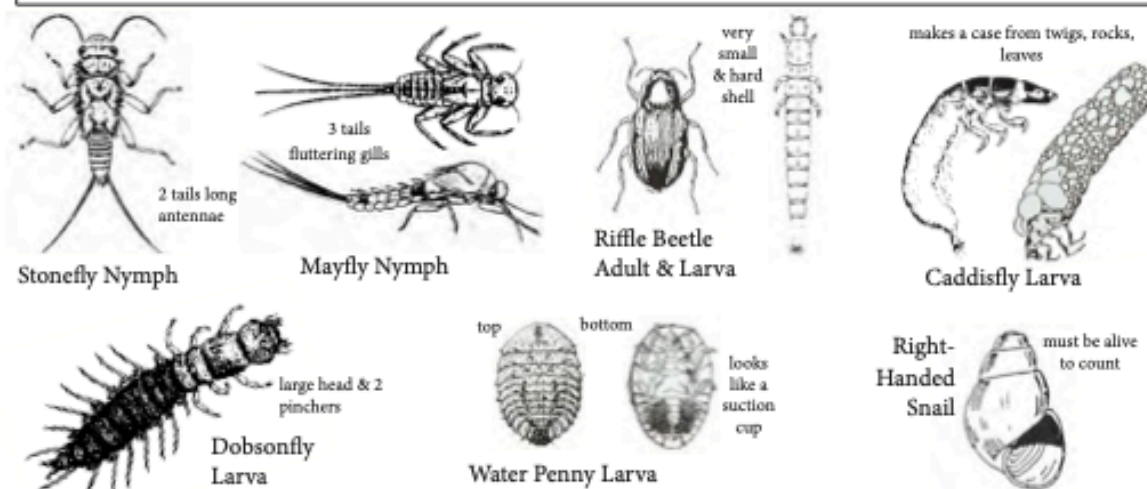 2 tails long
antennae
Stonefly Nymph
3 tails
fluttering gills
Mayfly Nymph
very
small
& hard
shell
Riffle Beetle
Adult & Larva
makes a case from twigs, rocks,
leaves
Caddisfly Larva
large head & 2
pinchers
Dobsonfly
Larva
top
bottom
looks
like a
suction
cup
Water Penny Larva
Right-
Handed
Snail
must be alive
to count